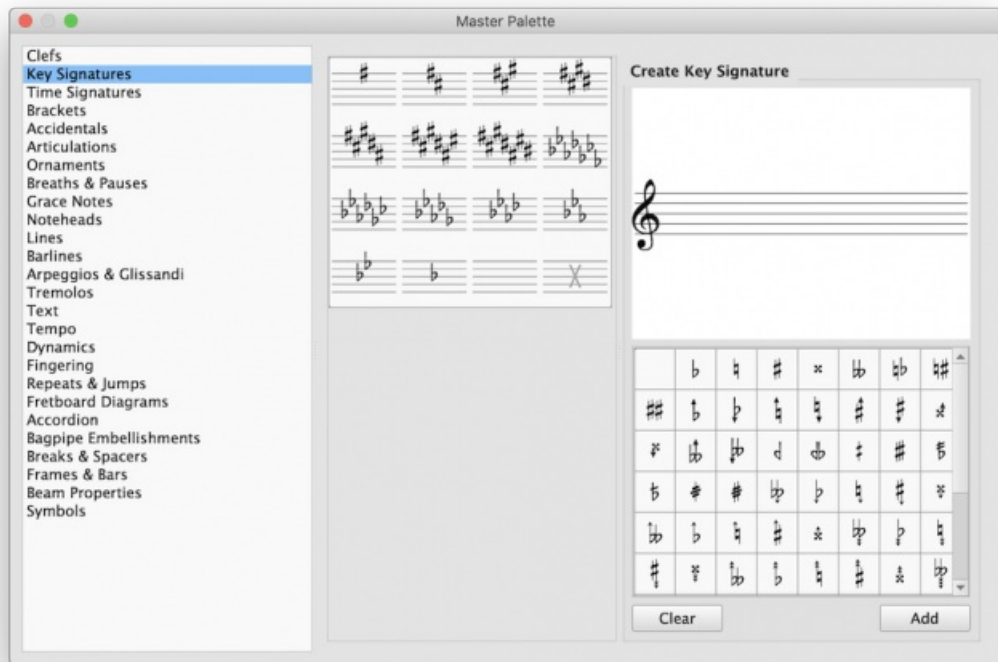 Master Palette
Clefs
Key Signatures
Time Signatures
Brackets
Accidentals
Articulations
Ornaments
Breaths & Pauses
Grace Notes
Noteheads
Lines
Barlines
Arpeggios & Glissandi
Tremolos
Text
Tempo
Dynamics
Fingering
Repeats & Jumps
Fretboard Diagrams
Accordion
Bagpipe Embellishments
Breaks & Spacers
Frames & Bars
Beam Properties
Symbols
Create Key Signature
Clear
Add